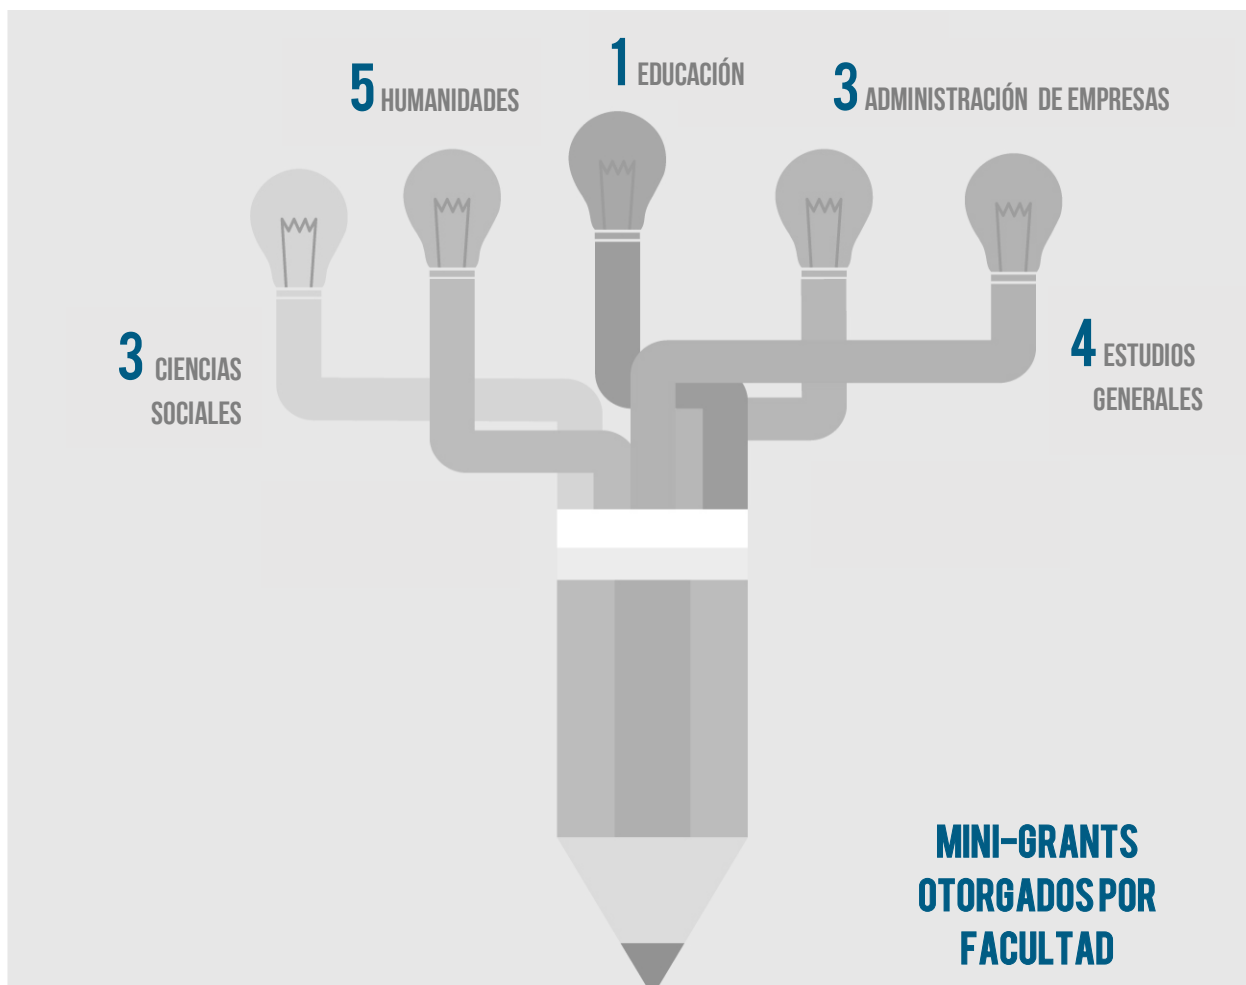 1 EDUCACIÓN
5 HUMANIDADES
3 ADMINISTRACIÓN DE EMPRESAS
3 CIENCIAS
SOCIALES
4 ESTUDIOS
GENERALES
MINI-GRANTS
OTORGADOS POR
FACULTAD